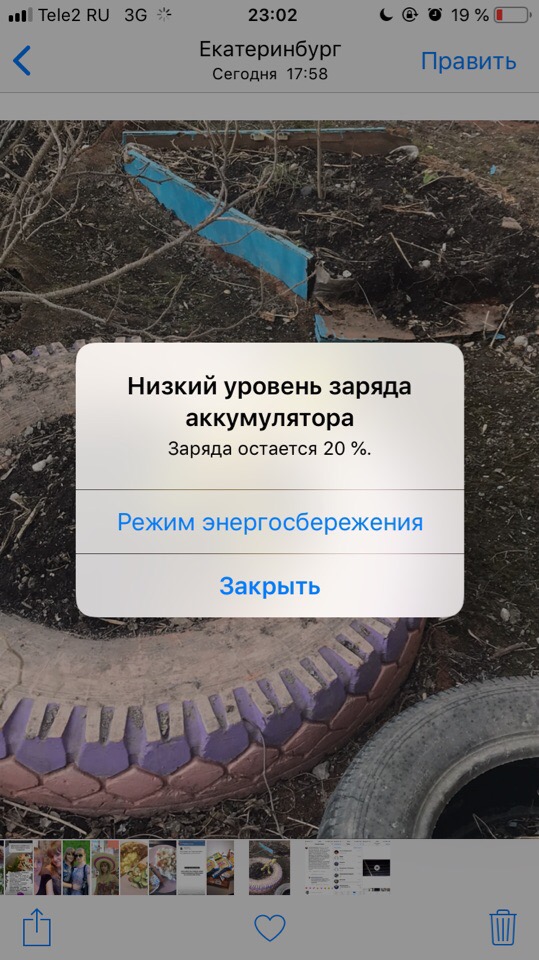 Tele2 RU 3G 23:02 19 %
Екатеринбург
Сегодня 17:58
Править
Низкий уровень заряда
аккумулятора
Заряда остается 20 %.
Режим энергосбережения
Закрыть